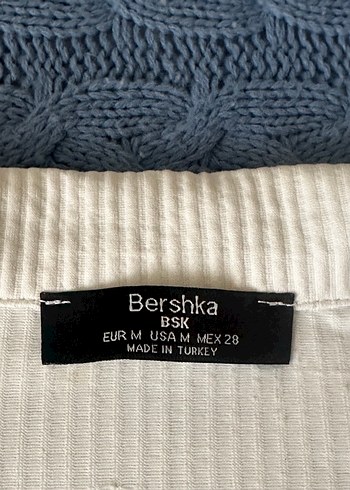 Bershka
BSK
EUR M USA M MEX 28
MADE IN TURKEY